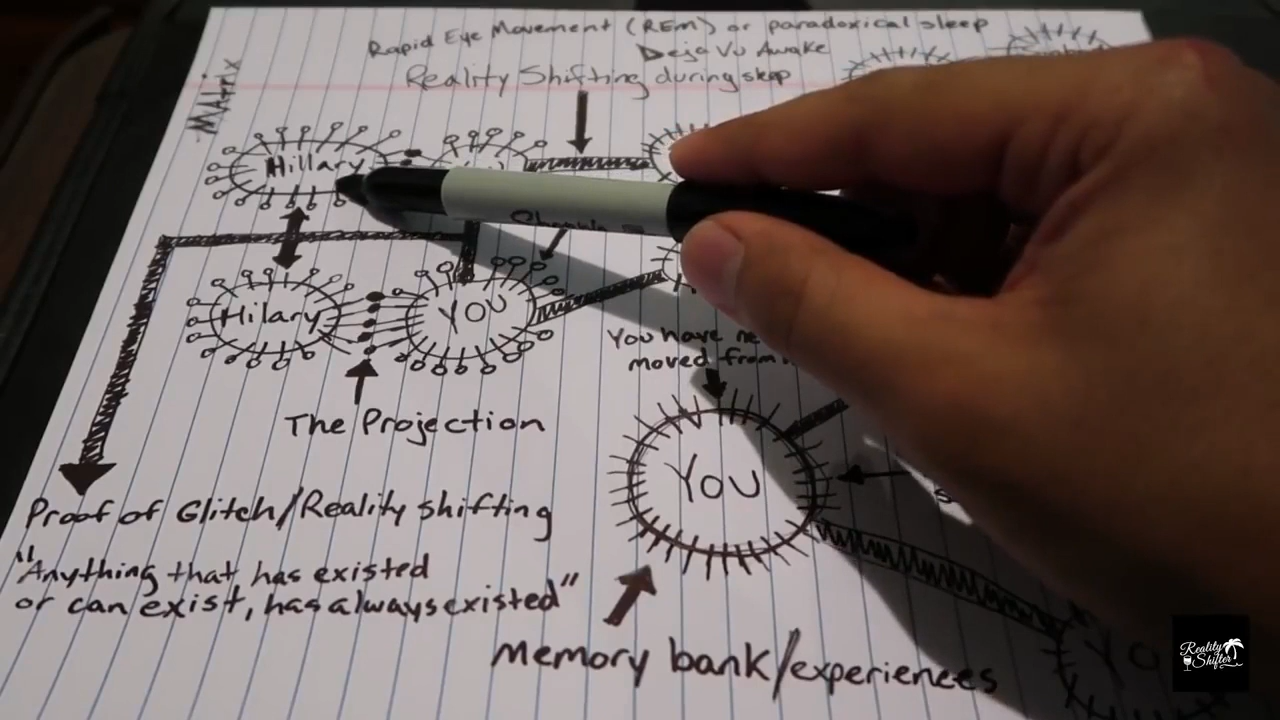 Rapid Eye Movement (REM) or paradoxical sleep
Deja Vu Awake
Reality Shifting during sleep
Matrix
Hillary
Hilary
YOU
The Projection
You have
moved from
YOU
Proof of Glitch/Reality shifting
"Anything that has existed
or can exist, has always existed"
Memory bank/experiences
Reality
Shifter